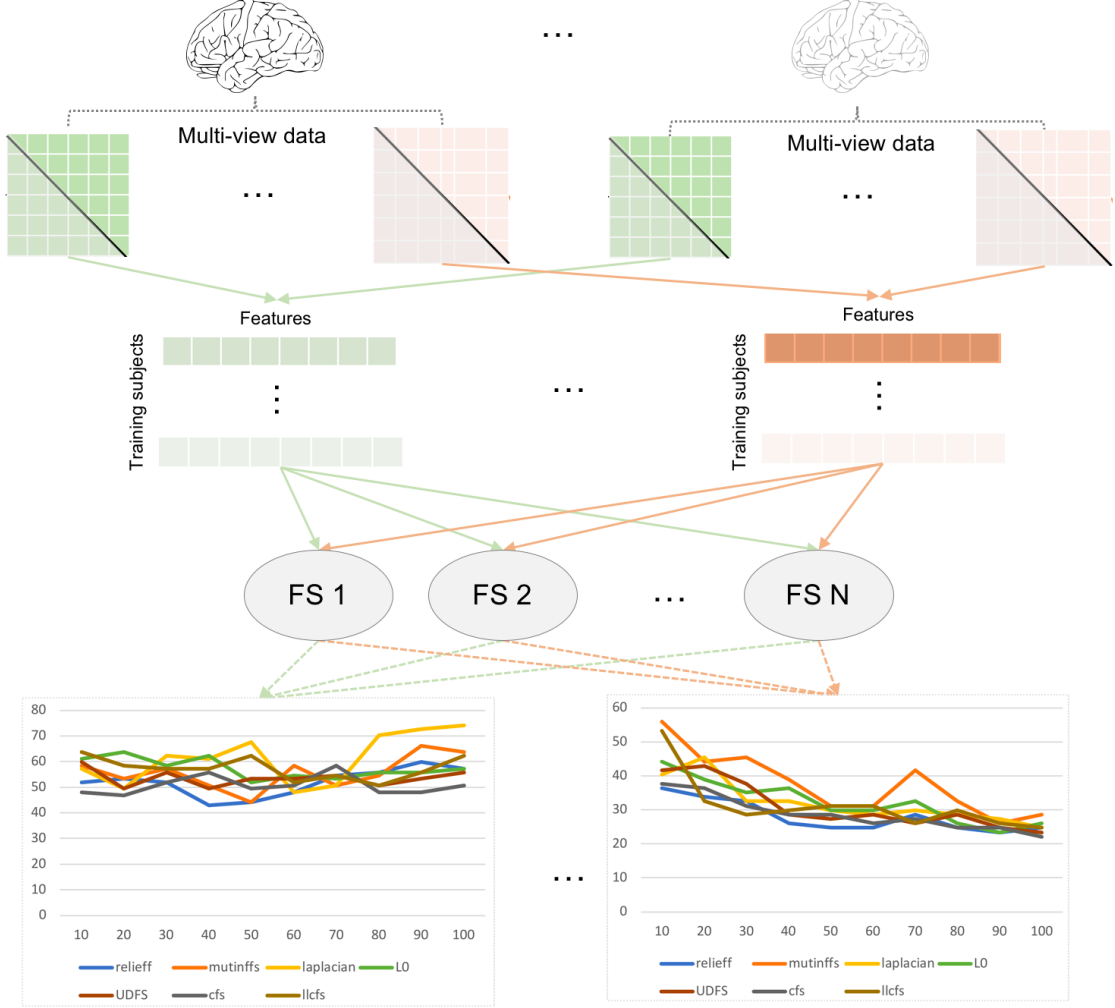 ...
...
Multi-view data
Multi-view data
...
...
Features
Features
Training subjects
Training subjects
...
FS 1
FS 2
...
FS N
80
70
60
50
40
30
20
10
0
10 20 30 40 50 60 70 80 90 100
relieff mutinffs laplacian L0
UDFS cfs llcfs
...
60
50
40
30
20
10
0
10 20 30 40 50 60 70 80 90 100
relieff mutinffs laplacian L0
UDFS cfs llcfs